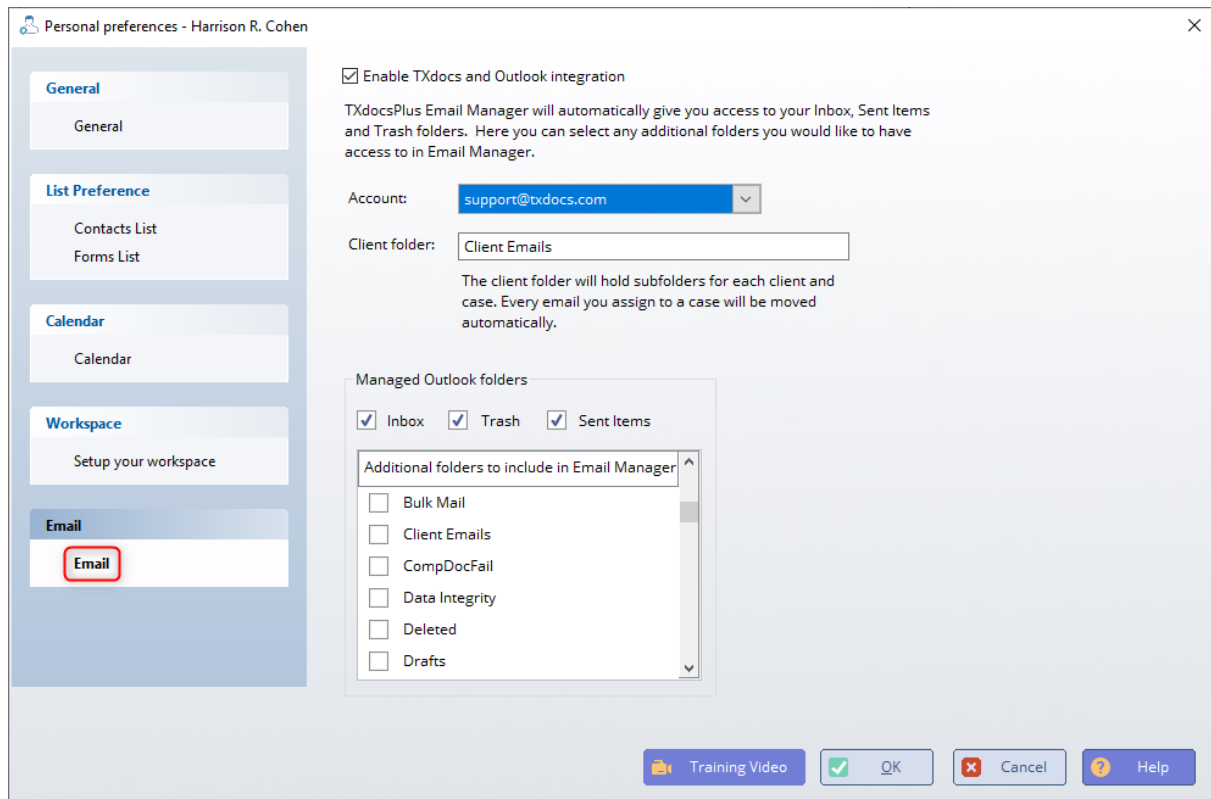 Personal preferences - Harrison R. Cohen
General
General
List Preference
Contacts List
Forms List
Calendar
Calendar
Workspace
Setup your workspace
Email
Email
Enable TXdocs and Outlook integration
TXdocsPlus Email Manager will automatically give you access to your Inbox, Sent Items
and Trash folders. Here you can select any additional folders you would like to have
access to in Email Manager.
Account: support@txdocs.com
Client folder: Client Emails
The client folder will hold subfolders for each client and
case. Every email you assign to a case will be moved
automatically.
Managed Outlook folders
Inbox Trash Sent Items
Additional folders to include in Email Manager
Bulk Mail
Client Emails
CompDocFail
Data Integrity
Deleted
Drafts
Training Video OK Cancel Help